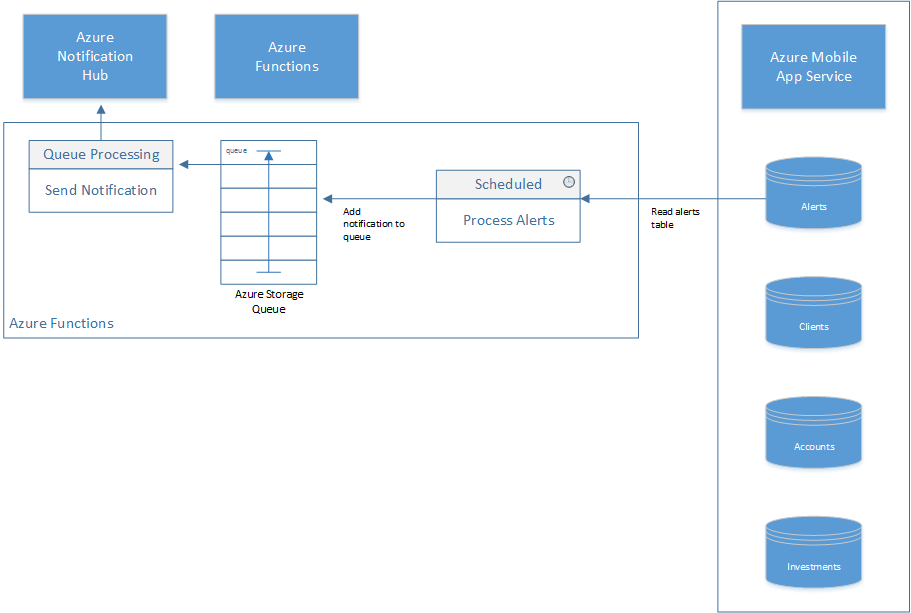 Azure
Notification
Hub
Azure
Functions
Azure Mobile
App Service
Queue Processing
Send Notification
queue
Scheduled
Process Alerts
Add
notification to
queue
Read alerts
table
Alerts
Azure Storage
Queue
Azure Functions
Clients
Accounts
Investments